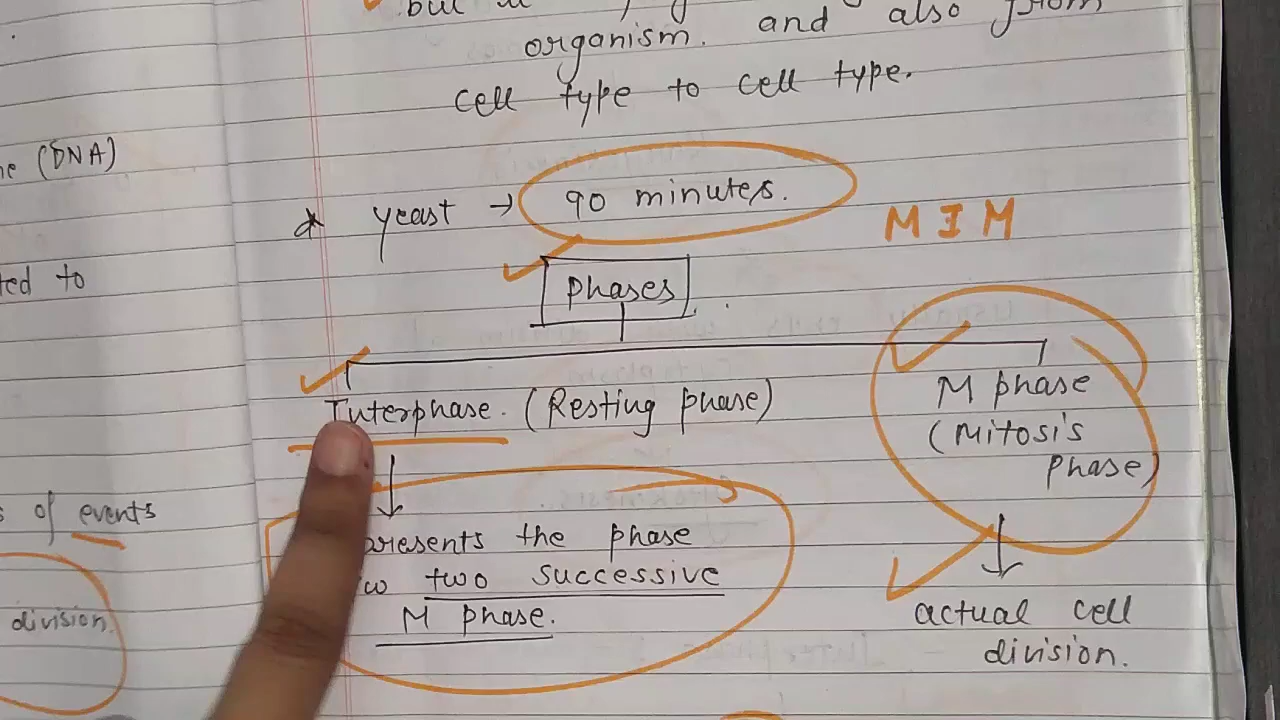 but
organism. and also from
cell type to cell type.
(DNA)
* yeast → 90 minutes.
M I M
ted to
Phases
Interphase. (Resting phase)
M phase
(Mitosis
phase)
of events
presents the phase
two successive
M phase.
division.
actual cell
division.